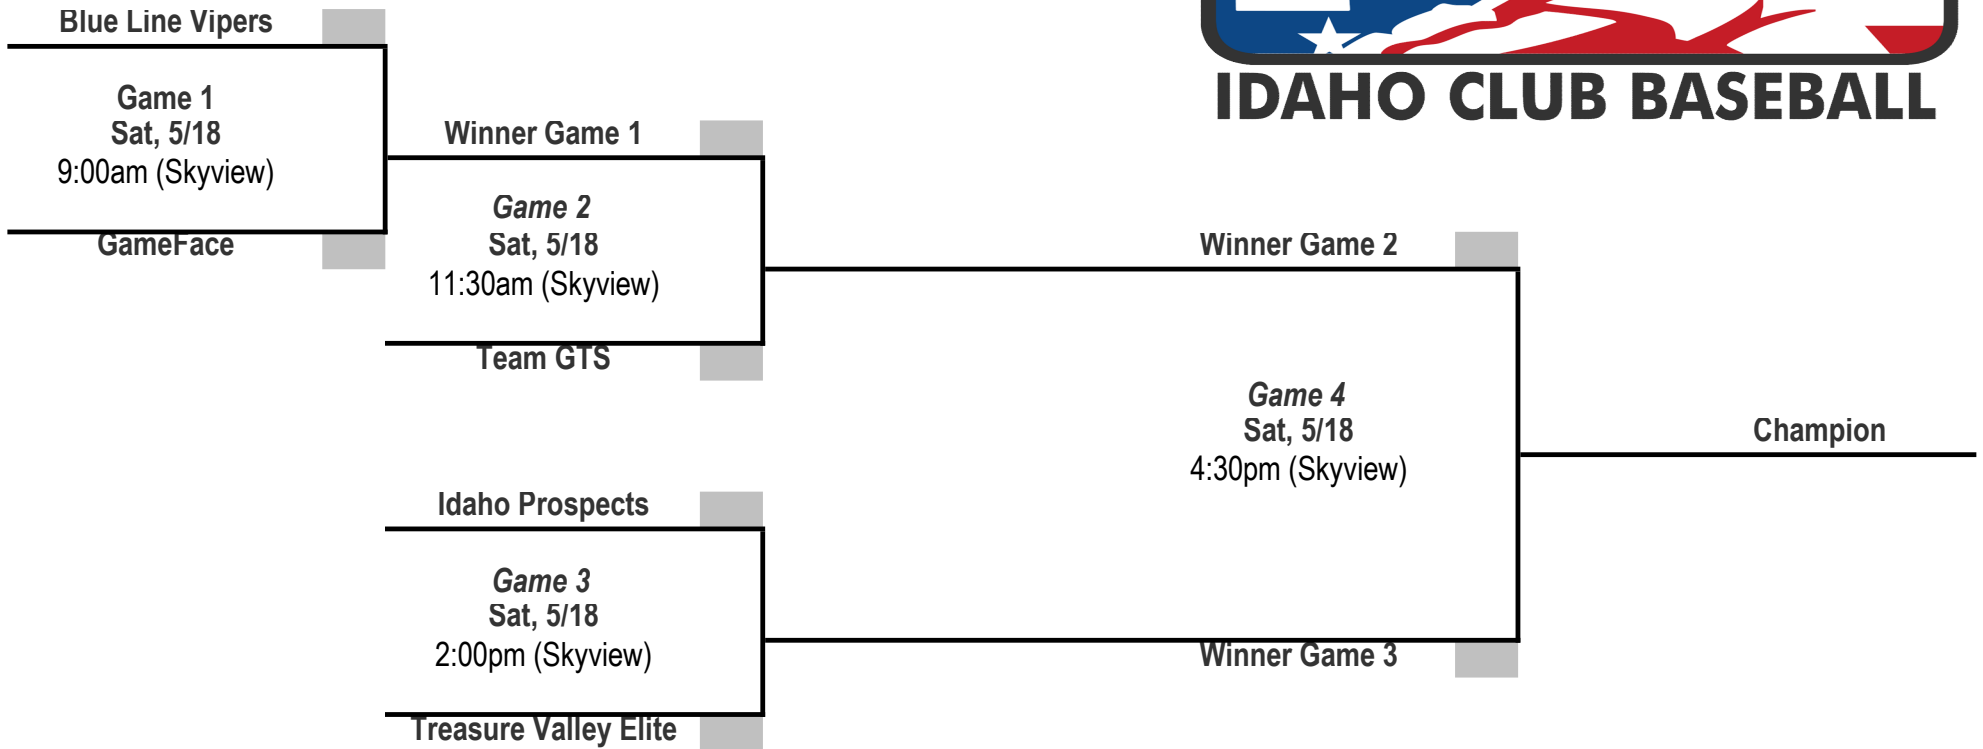 Blue Line Vipers
Game 1
Sat, 5/18
9:00am (Skyview)
GameFace
IDAHO CLUB BASEBALL
Winner Game 1
Game 2
Sat, 5/18
11:30am (Skyview)
Team GTS
Winner Game 2
Game 4
Sat, 5/18
4:30pm (Skyview)
Winner Game 3
Champion
Idaho Prospects
Game 3
Sat, 5/18
2:00pm (Skyview)
Treasure Valley Elite